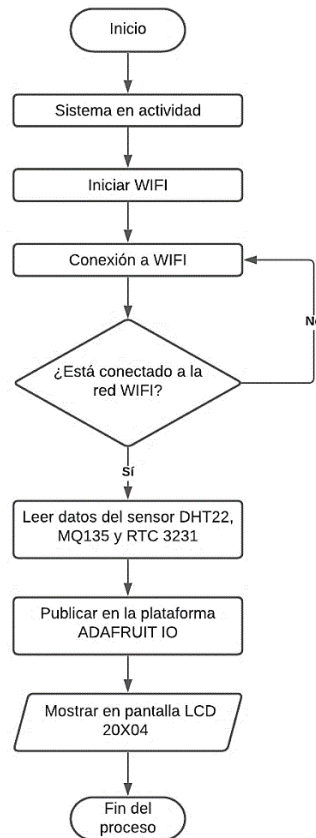 Inicio
Sistema en actividad
Iniciar WIFI
Conexión a WIFI
¿Está conectado a la
red WIFI?
Sí
Leer datos del sensor DHT22,
MQ135 y RTC 3231
Publicar en la plataforma
ADAFRUIT IO
Mostrar en pantalla LCD
20X04
Fin del
proceso